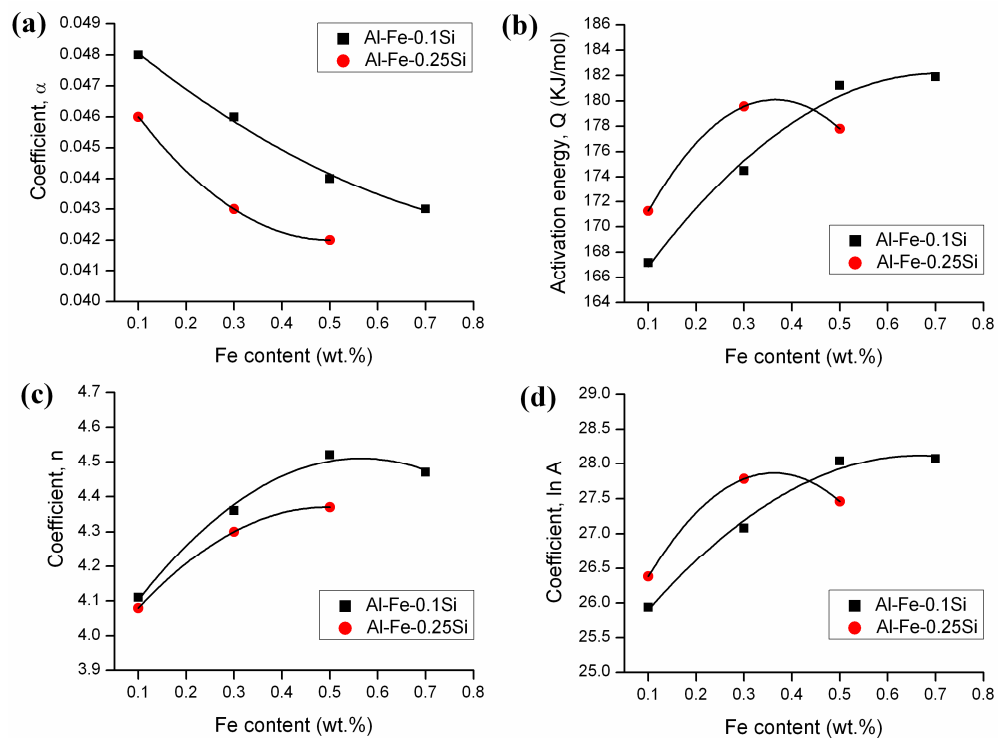 (a)
0.049
0.048
0.047
0.046
0.045
0.044
0.043
0.042
0.041
0.040
Coefficient, α
Al-Fe-0.1Si
Al-Fe-0.25Si
0.1 0.2 0.3 0.4 0.5 0.6 0.7 0.8
Fe content (wt.%)
(b)
186
184
182
180
178
176
174
172
170
168
166
164
Activation energy, Q (KJ/mol)
Al-Fe-0.1Si
Al-Fe-0.25Si
0.1 0.2 0.3 0.4 0.5 0.6 0.7 0.8
Fe content (wt.%)
(c)
4.7
4.6
4.5
4.4
4.3
4.2
4.1
4.0
3.9
Coefficient, n
Al-Fe-0.1Si
Al-Fe-0.25Si
0.1 0.2 0.3 0.4 0.5 0.6 0.7 0.8
Fe content (wt.%)
(d)
29.0
28.5
28.0
27.5
27.0
26.5
26.0
25.5
25.0
Coefficient, ln A
Al-Fe-0.1Si
Al-Fe-0.25Si
0.1 0.2 0.3 0.4 0.5 0.6 0.7 0.8
Fe content (wt.%)